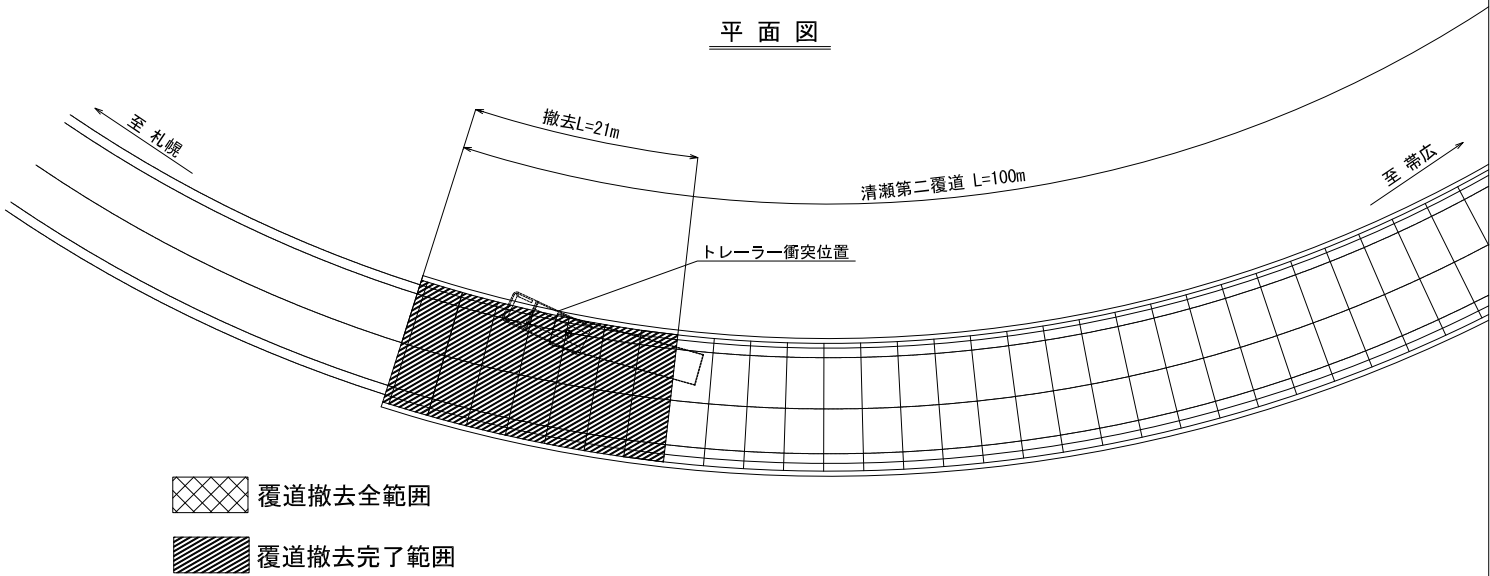 平面図
至 札幌
撤去L=21m
清瀬第二覆道 L=100m
至 帯広
トレーラー衝突位置
覆道撤去全範囲
覆道撤去完了範囲